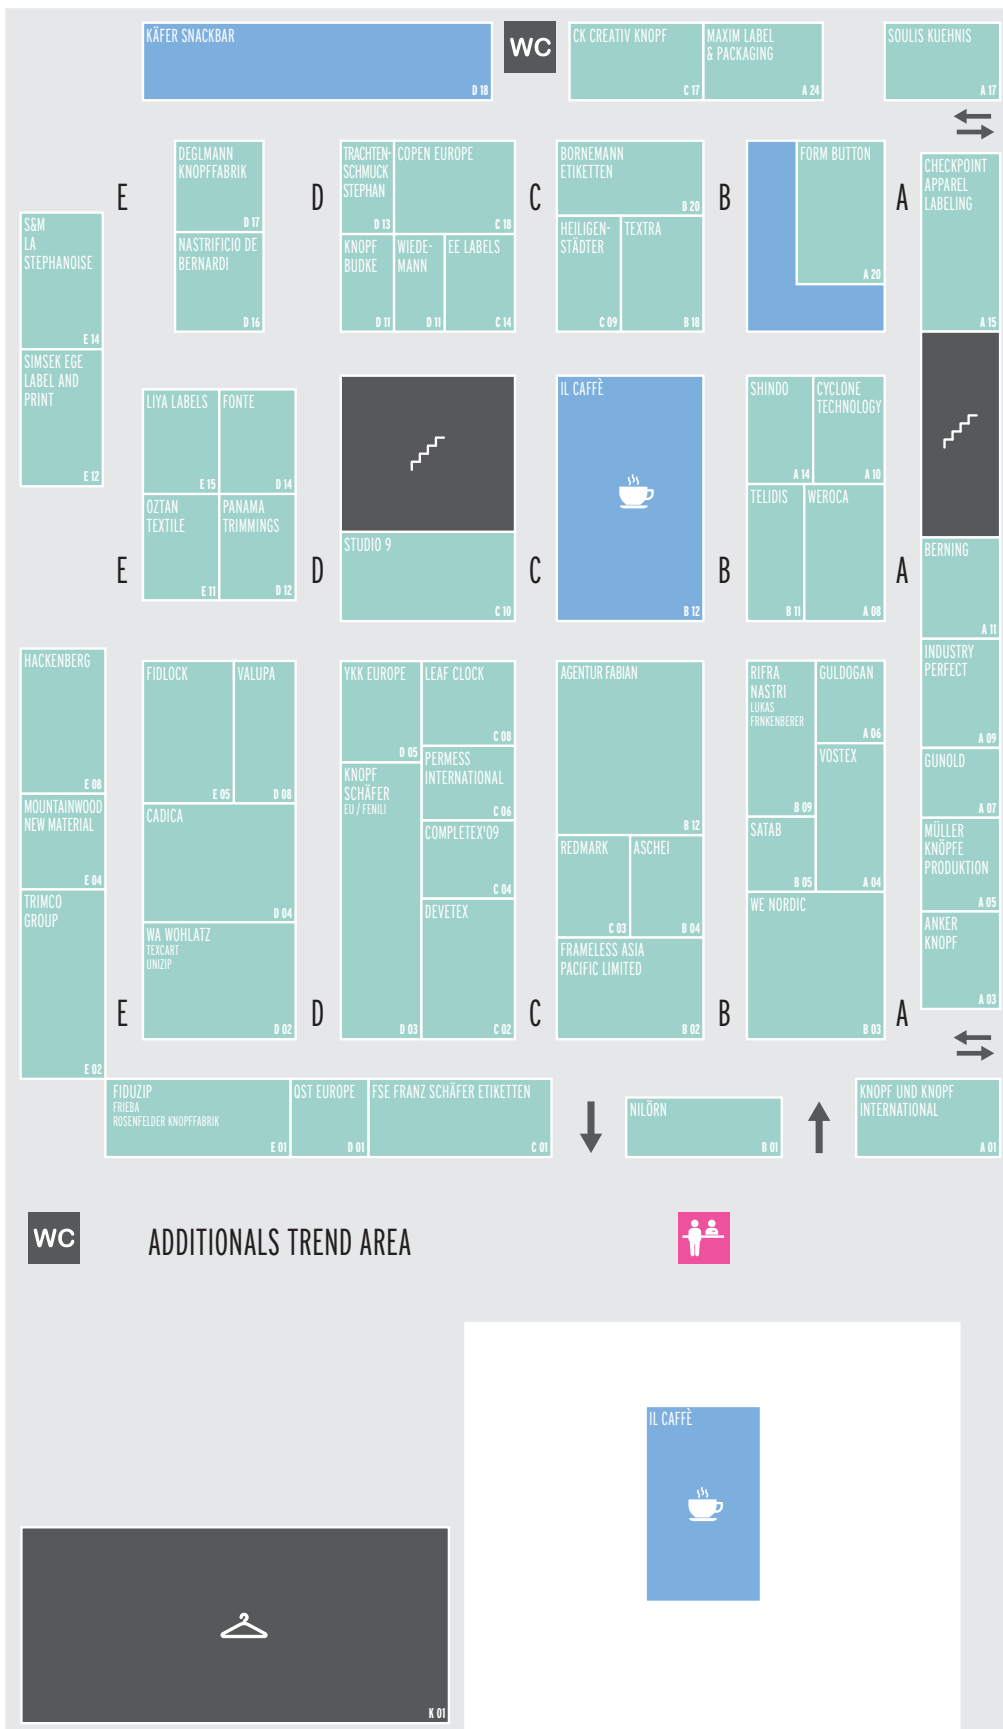 KÄFER SNACKBAR
D 18
WC
CK CREATIV KNOPF
C 17
MAXIM LABEL
& PACKAGING
A 24
SOULIS KUEHNIS
A 17
E
DEGLMANN
KNOPFFABRIK
D 17
NASTRIFICIO DE
BERNARDI
D 16
D
TRACHTEN-
SCHMUCK
STEPHAN
D 13
COPEN EUROPE
C 18
KNOPF
BUDKE
D 11
WIEDE-
MANN
D 11
EE LABELS
C 14
C
BORNEMANN
ETIKETTEN
B 20
HEILIGEN-
STÄDTER
C 09
TEXTRA
B 18
B
FORM BUTTON
A 20
A
CHECKPOINT
APPAREL
LABELING
A 15
S&M
LA
STEPHANOISE
E 14
SIMSEK EGE
LABEL AND
PRINT
E 12
LIYA LABELS
E 15
FONTE
D 14
OZTAN
TEXTILE
E 11
PANAMA
TRIMMINGS
D 12
E
D
STUDIO 9
C 10
C
IL CAFFÈ
B 12
B
SHINDO
A 14
CYCLONE
TECHNOLOGY
A 10
TELIDIS
B 11
WEROCA
A 08
A
BERNING
A 11
INDUSTRY
PERFECT
A 09
GUNOLD
A 07
MÜLLER
KNÖPFE
PRODUKTION
A 05
ANKER
KNOPF
A 03
HACKENBERG
E 08
MOUNTAINWOOD
NEW MATERIAL
E 04
TRIMCO
GROUP
E 02
FIDLOCK
E 05
VALUPA
D 08
CADICA
D 04
WA WOHLATZ
TEXCART
UNIZIP
D 02
E
D
YKK EUROPE
D 05
LEAF CLOCK
C 08
PERMESS
INTERNATIONAL
C 06
KNOPF
SCHÄFER
EU / FENILI
D 03
COMPLETEX'09
C 04
DEVETEX
C 02
C
AGENTUR FABIAN
B 12
REDMARK
C 03
ASCHEI
B 04
FRAMELESS ASIA
PACIFIC LIMITED
B 02
B
RIFRA
NASTRI
LUKAS
FRNKENBERER
B 09
GULDOGAN
A 06
VOSTEX
A 04
SATAB
B 05
WE NORDIC
B 03
A
FIDUZIP
FRIEBA
ROSENFELDER KNOPFFABRIK
E 01
QST EUROPE
D 01
FSE FRANZ SCHÄFER ETIKETTEN
C 01
NILÖRN
B 01
KNOPF UND KNOPF
INTERNATIONAL
A 01
WC
ADDITIONALS TREND AREA
IL CAFFÈ
K 01